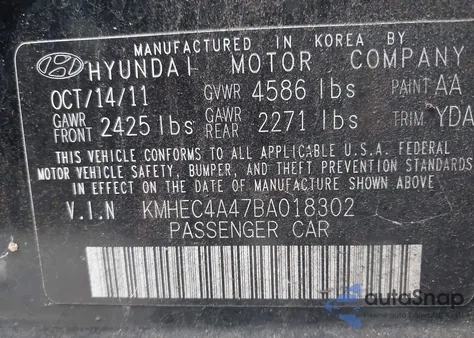 MANUFACTURED IN KOREA BY
HYUNDAI MOTOR COMPANY
OCT/14/11 GVWR 4586 lbs PAINT AA
GAWR FRONT 2425 lbs GAWR REAR 2271 lbs TRIM YDA
THIS VEHICLE CONFORMS TO ALL APPLICABLE U.S.A. FEDERAL
MOTOR VEHICLE SAFETY, BUMPER, AND THEFT PREVENTION STANDARDS
IN EFFECT ON THE DATE OF MANUFACTURE SHOWN ABOVE.
V.I.N KMHEC4A47BA018302
PASSENGER CAR
autoSnap